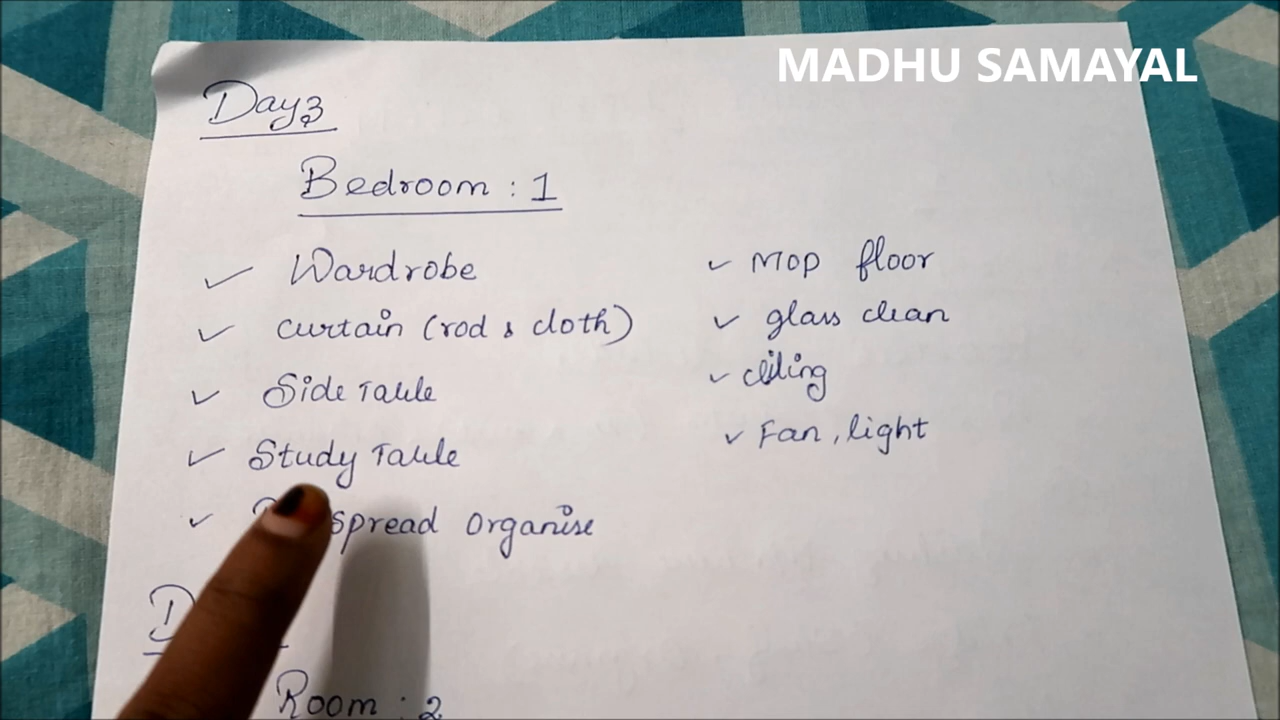 MADHU SAMAYAL
Day3
Bedroom : 1
✓ Wardrobe
✓ curtain (rod & cloth)
✓ Side Table
✓ Study Table
✓ spread organise
✓ Mop floor
✓ glass clean
✓ ceiling
✓ Fan, light
Room : 2